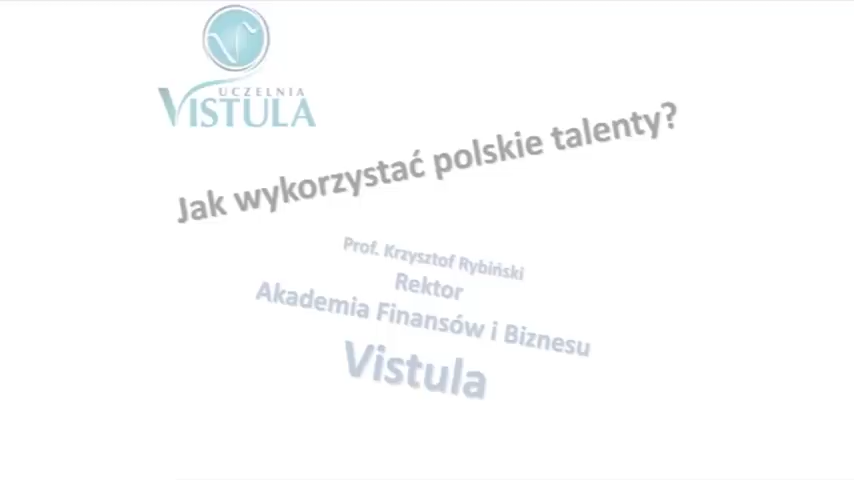 UCZELNIA
VISTULA
Jak wykorzystać polskie talenty?
Prof. Krzysztof Rybiński
Rektor
Akademia Finansów i Biznesu
Vistula